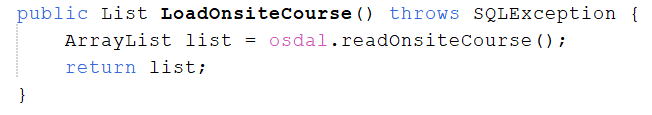 public List LoadOnsiteCourse() throws SQLException {
    ArrayList list = osdal.readOnsiteCourse();
    return list;
}